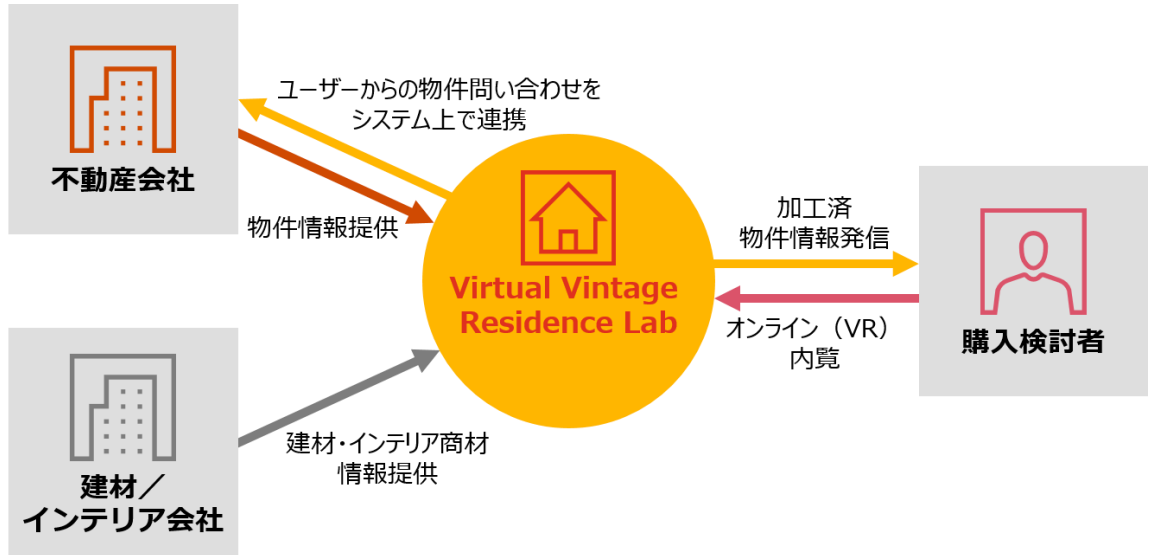 ユーザーからの物件問い合わせを
システム上で連携
不動産会社
物件情報提供
Virtual Vintage
Residence Lab
加工済
物件情報発信
オンライン（VR）
内覧
購入検討者
建材・インテリア商材
情報提供
建材／
インテリア会社